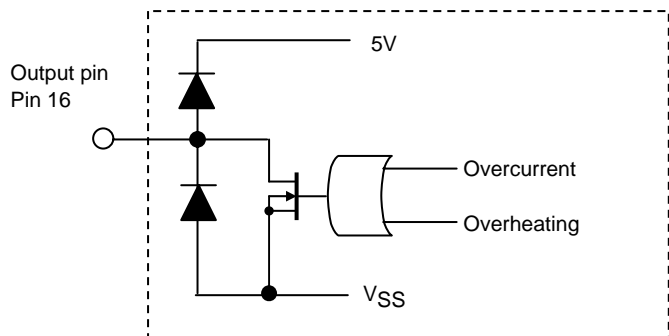 5V
Output pin
Pin 16
Overcurrent
Overheating
VSS